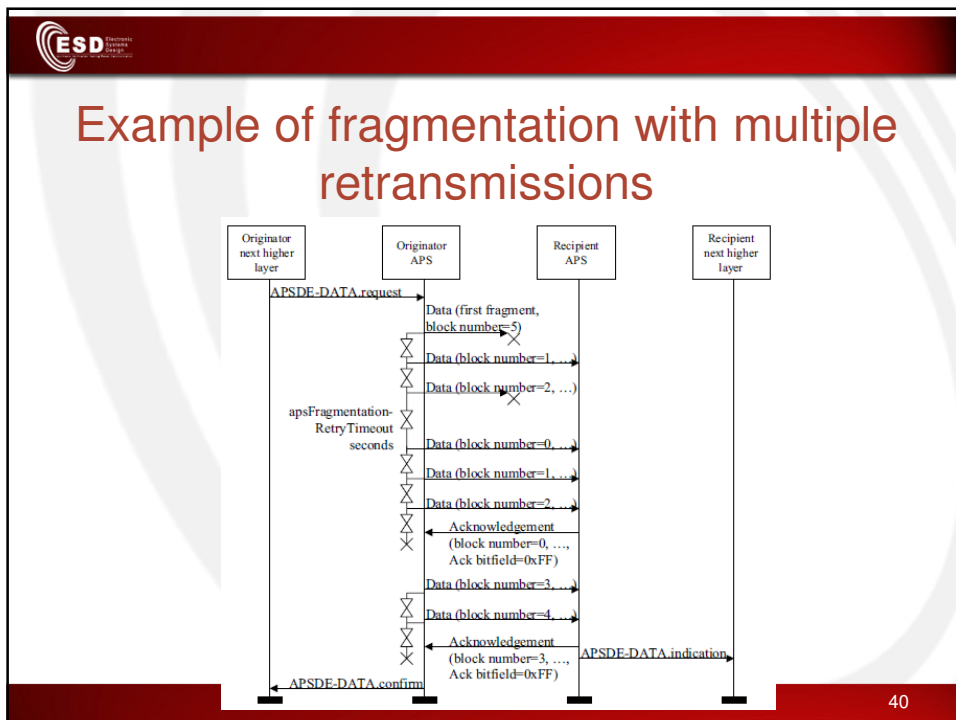 ESD Electronic
Systems
Design
Example of fragmentation with multiple
retransmissions
Originator
next higher
layer
Originator
APS
Recipient
APS
Recipient
next higher
layer
APSDE-DATA.request
Data (first fragment,
block number=5)
Data (block number=1, …)
Data (block number=2, …)
apsFragmentation-
RetryTimeout
seconds
Data (block number=0, …)
Data (block number=1, …)
Data (block number=2, …)
Acknowledgement
(block number=0, …,
Ack bitfield=0xFF)
Data (block number=3, …)
Data (block number=4, …)
Acknowledgement
(block number=3, …,
Ack bitfield=0xFF)
APSDE-DATA.indication
APSDE-DATA.confirm
40